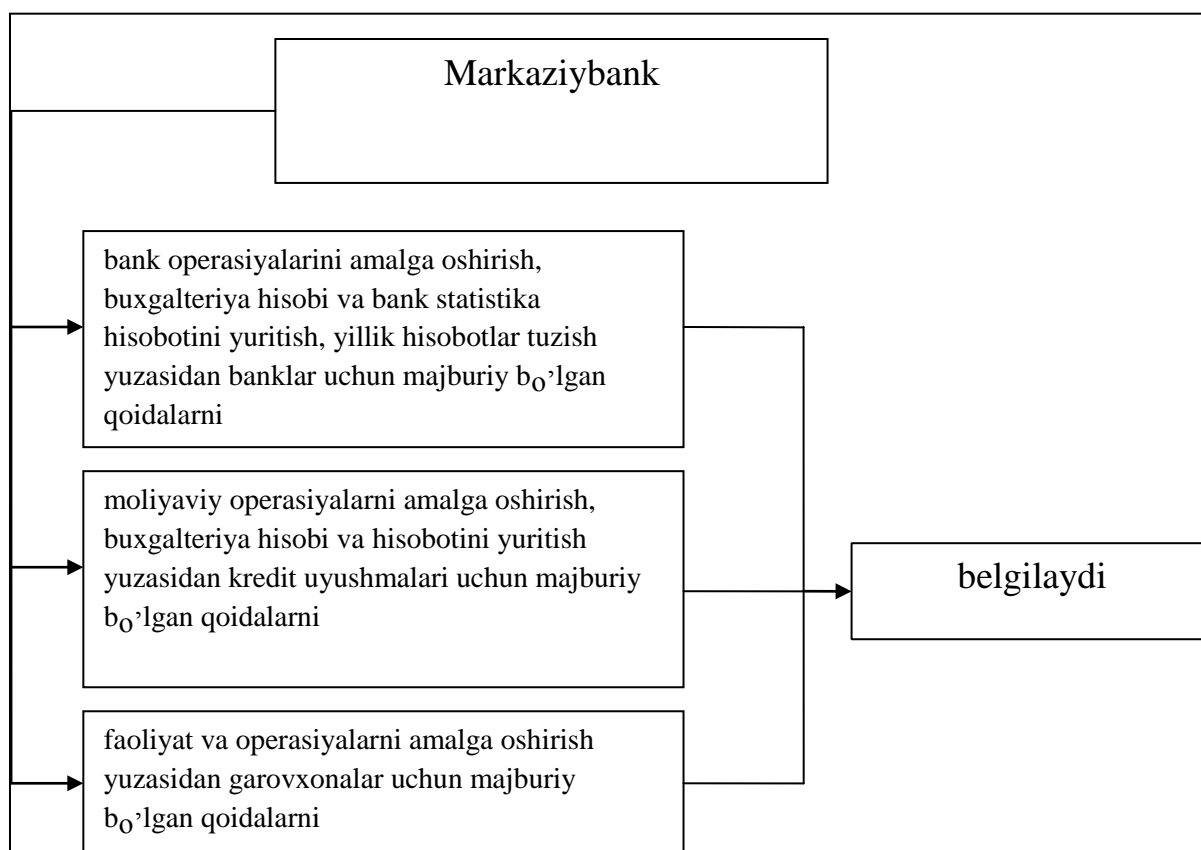 Markaziybank
bank operasiyalarini amalga oshirish,
buxgalteriya hisobi va bank statistika
hisobotini yuritish, yillik hisobotlar tuzish
yuzasidan banklar uchun majburiy bo’lgan
qoidalarni
moliyaviy operasiyalarni amalga oshirish,
buxgalteriya hisobi va hisobotini yuritish
yuzasidan kredit uyushmalari uchun majburiy
bo’lgan qoidalarni
belgilaydi
faoliyat va operasiyalarni amalga oshirish
yuzasidan garovxonalar uchun majburiy
bo’lgan qoidalarni